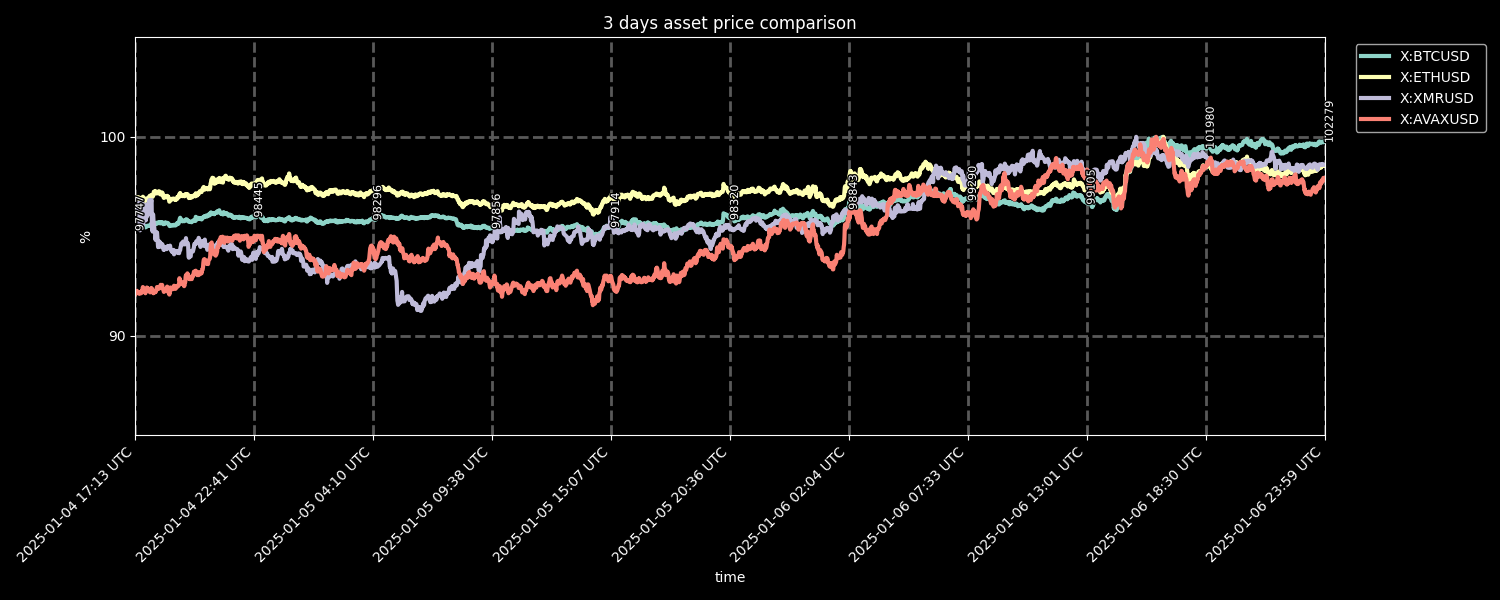 3 days asset price comparison
X:BTCUSD
X:ETHUSD
X:XMRUSD
X:AVAXUSD
100
90
%
98445
98296
97856
97914
98320
98437
99290
99105
101980
102279
2025-01-04 17:13 UTC
2025-01-04 22:41 UTC
2025-01-05 04:10 UTC
2025-01-05 09:38 UTC
2025-01-05 15:07 UTC
2025-01-05 20:36 UTC
2025-01-06 02:04 UTC
2025-01-06 07:33 UTC
2025-01-06 13:01 UTC
2025-01-06 18:30 UTC
2025-01-06 23:59 UTC
time